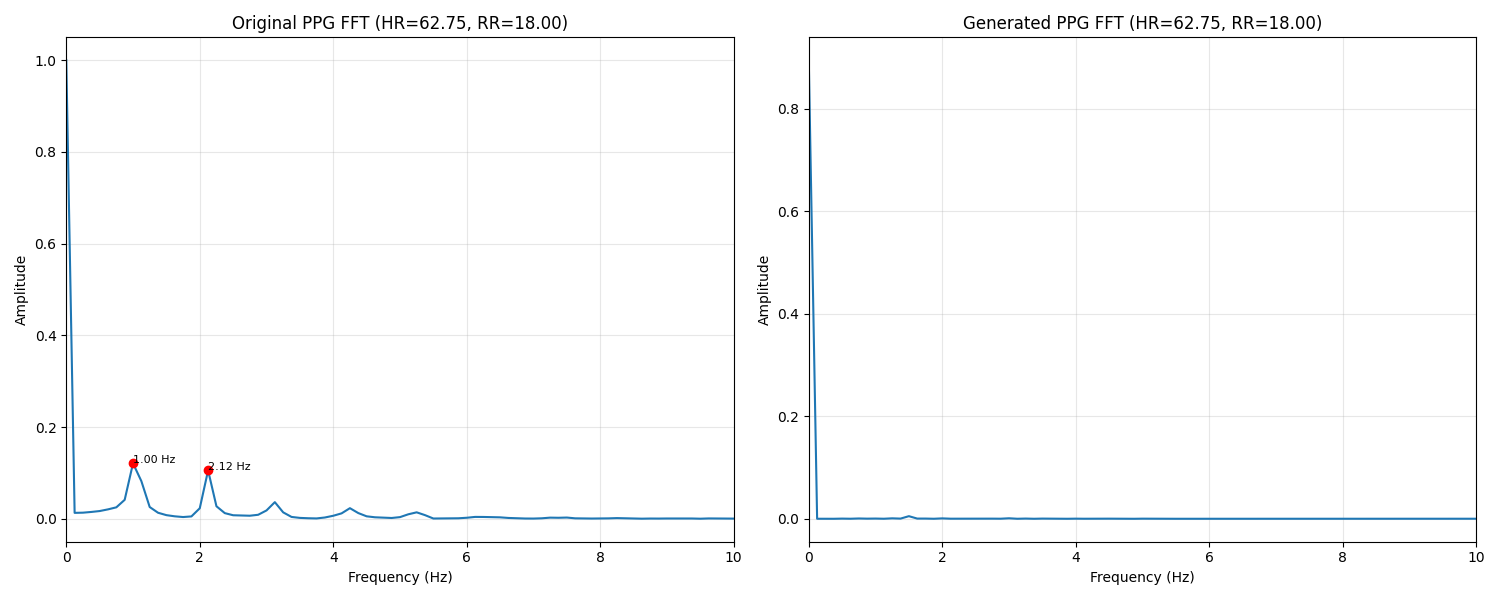 Original PPG FFT (HR=62.75, RR=18.00)
1.0
0.8
0.6
0.4
0.2
0.0
Amplitude
1.00 Hz
2.12 Hz
0 2 4 6 8 10
Frequency (Hz)
Generated PPG FFT (HR=62.75, RR=18.00)
0.8
0.6
0.4
0.2
0.0
Amplitude
0 2 4 6 8 10
Frequency (Hz)